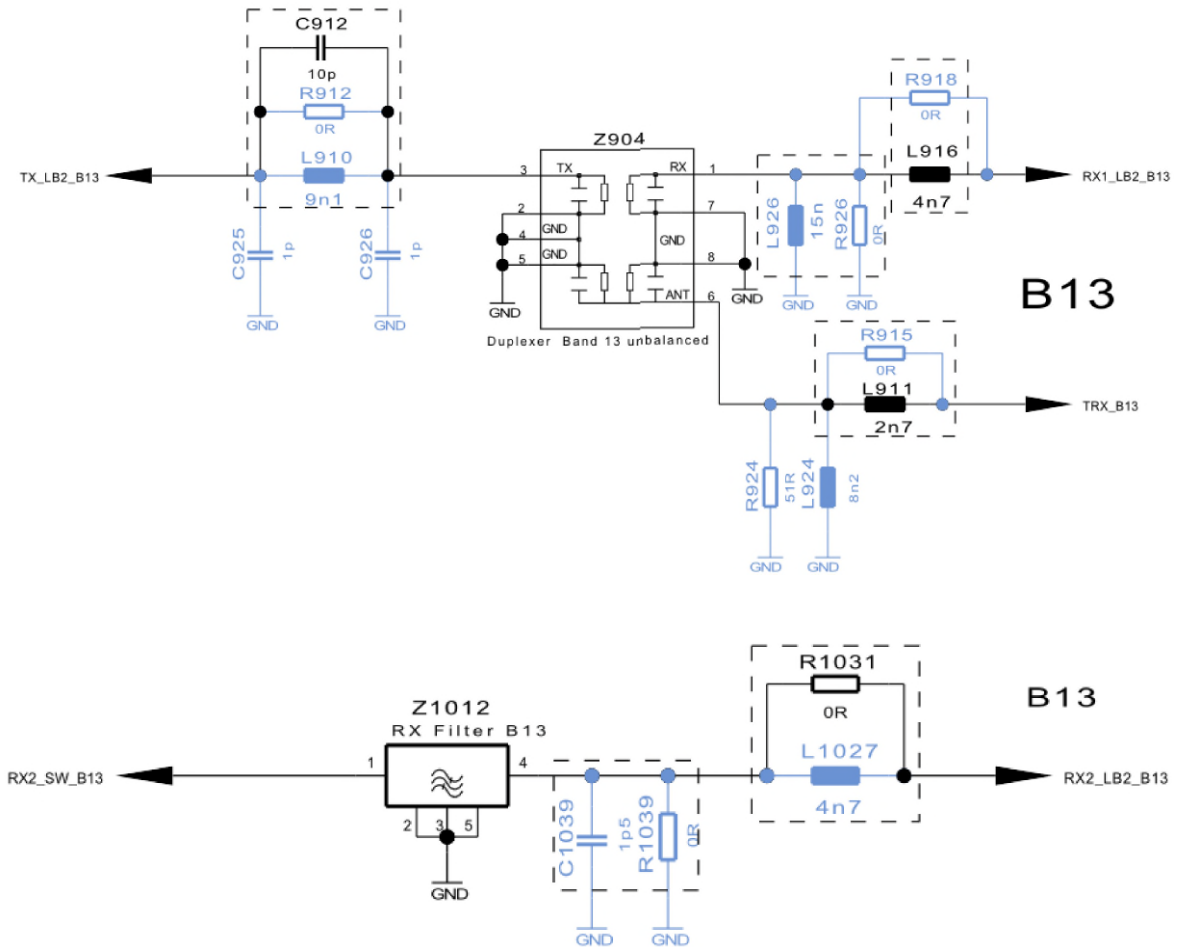 C912
10p
R912
0R
L910
9n1
TX_LB2_B13
C925
1p
C926
1p
GND
GND
Z904
3
TX
RX
1
2
GND
7
4
GND
GND
5
8
ANT
6
GND
GND
Duplexer Band 13 unbalanced
R918
0R
L916
4n7
RX1_LB2_B13
L926
15n
R926
0R
GND
GND
B13
R915
0R
L911
2n7
TRX_B13
R924
51R
L924
8n2
GND
GND
Z1012
RX Filter B13
RX2_SW_B13
1
4
2
3
5
GND
C1039
1p5
R1039
0R
GND
GND
R1031
0R
L1027
4n7
RX2_LB2_B13
B13